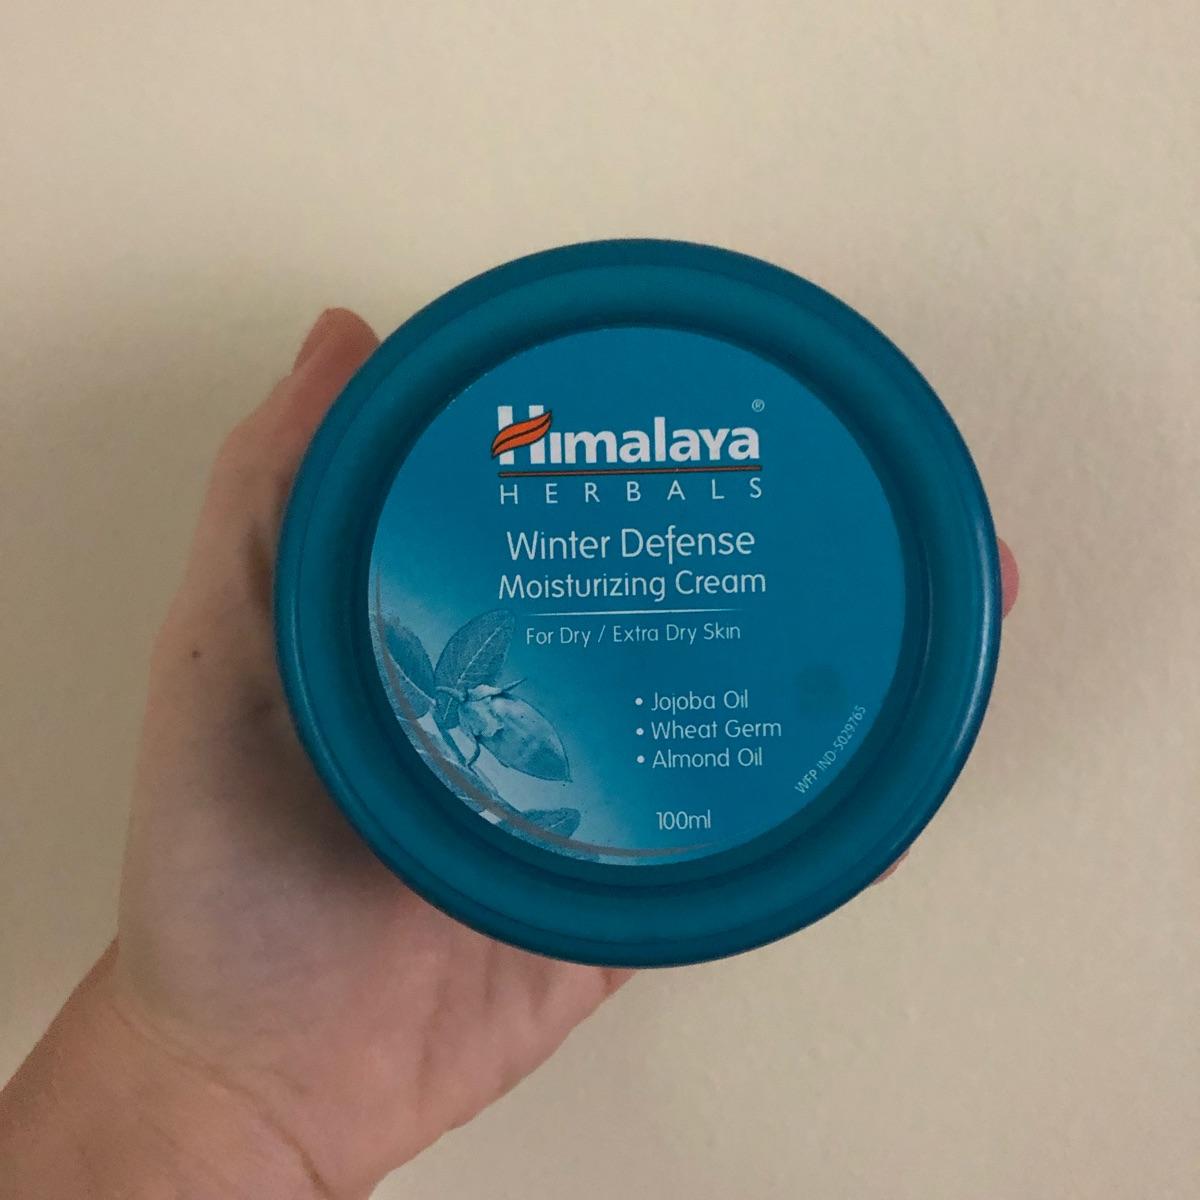 Himalaya®
HERBALS
Winter Defense
Moisturizing Cream
For Dry / Extra Dry Skin
• Jojoba Oil
• Wheat Germ
• Almond Oil
100ml
WFP IND-5029765